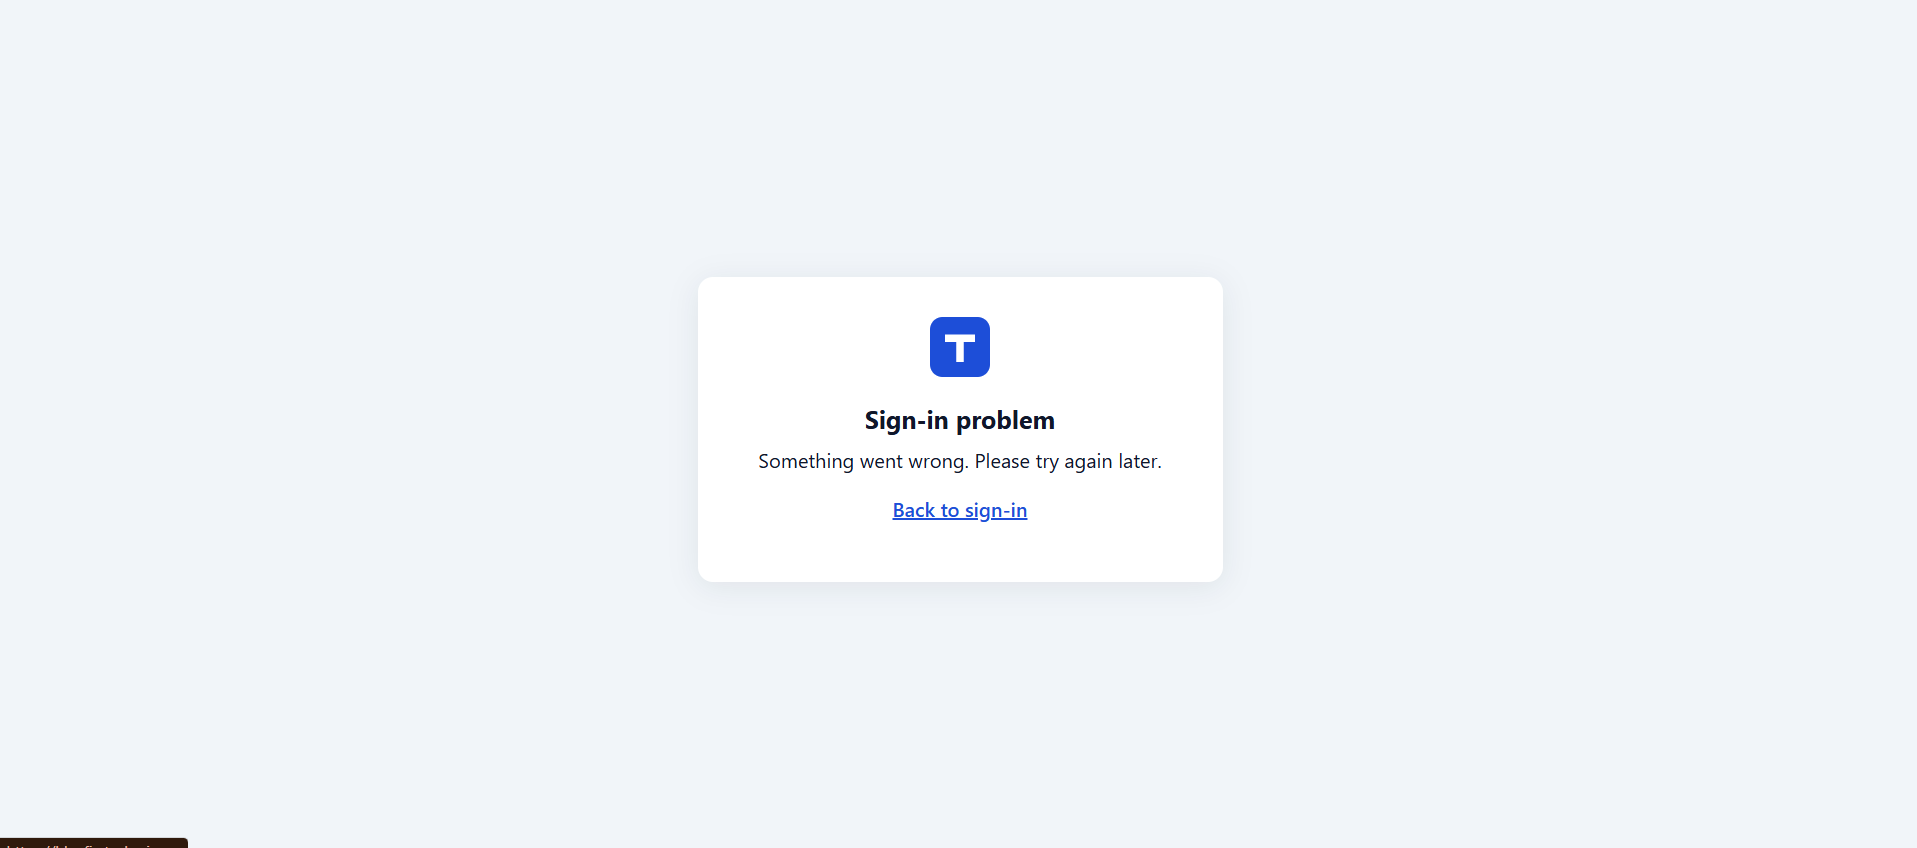 T
Sign-in problem
Something went wrong. Please try again later.
Back to sign-in